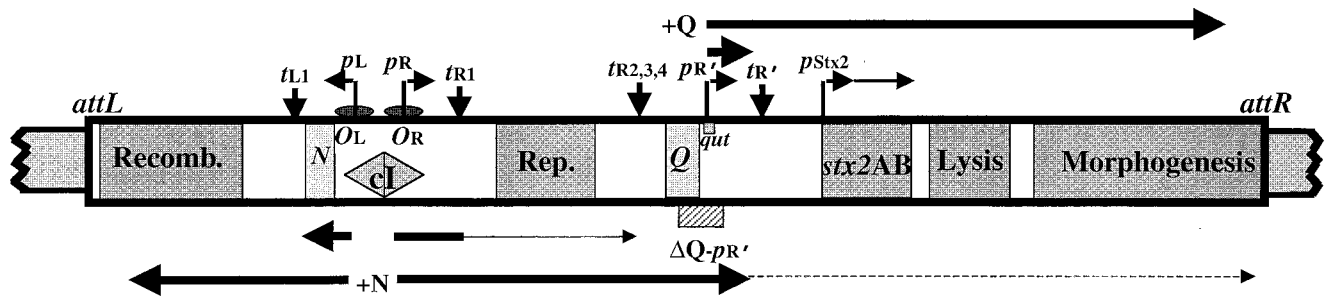 +Q
tL1 pL pR tR1 tR2,3,4 pR' tR' pStx2
attL attR
OL OR qut
Recomb. N cI Rep. Q stx2AB Lysis Morphogenesis
ΔQ-pR'
+N